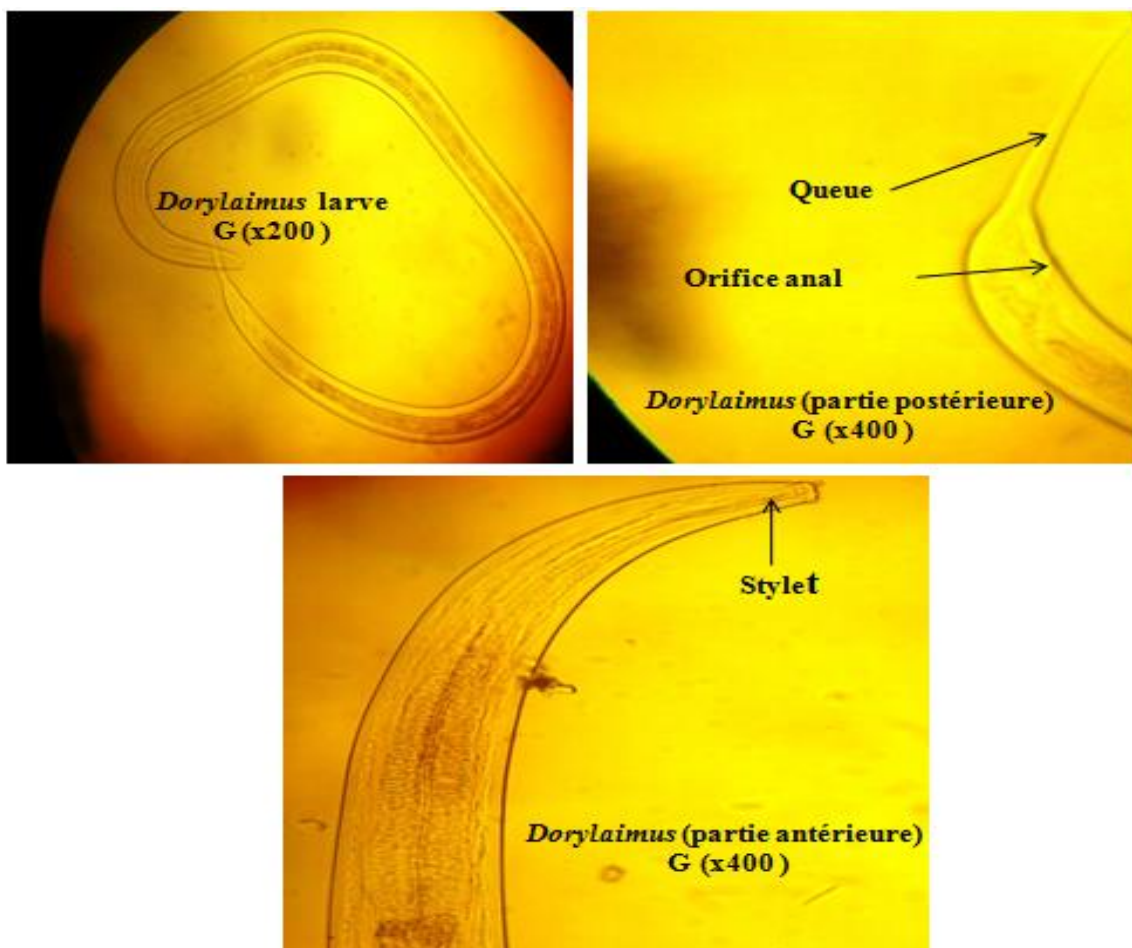 Dorylaimus larve
G (x200 )
Queue
Orifice anal
Dorylaimus (partie postérieure)
G (x400 )
Stylet
Dorylaimus (partie antérieure)
G (x400 )